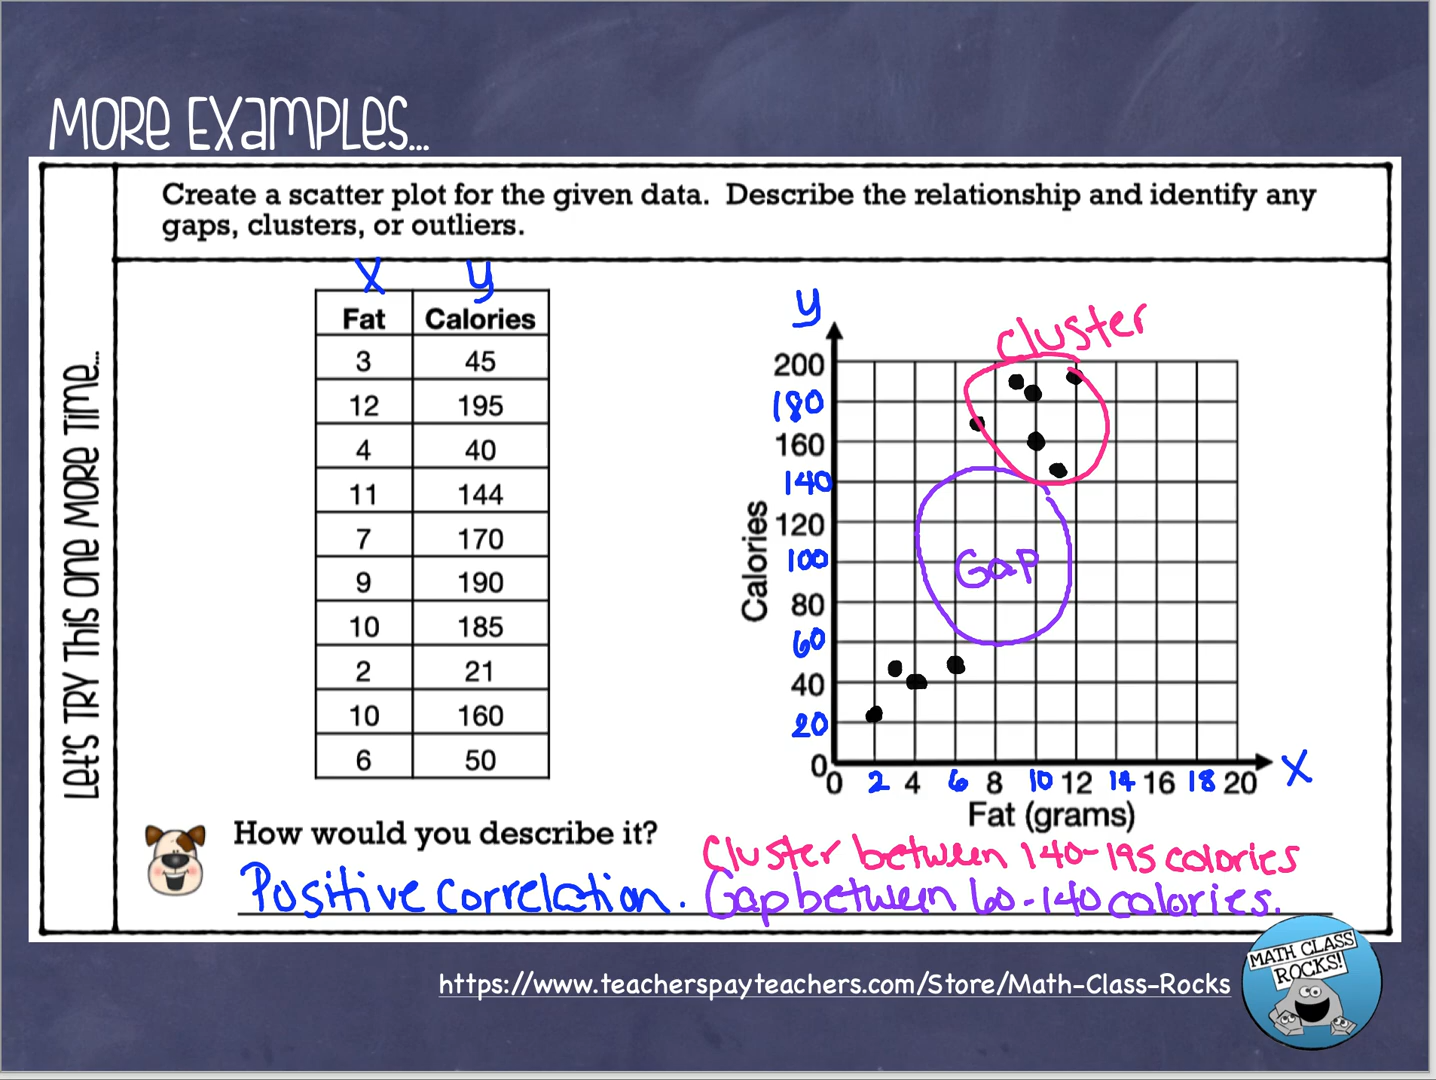 MORE EXAMPLES...
Create a scatter plot for the given data. Describe the relationship and identify any
gaps, clusters, or outliers.
LET'S TRY THIS ONE MORE TIME...
x y
Fat Calories
3 45
12 195
4 40
11 144
7 170
9 190
10 185
2 21
10 160
6 50
y
cluster
200
180
160
140
120
100
80
60
40
20
0
Calories
Gap
0 2 4 6 8 10 12 14 16 18 20
x
Fat (grams)
How would you describe it?
Cluster between 140-195 calories
Positive Correlation. Gap between 60-140 calories.
https://www.teacherspayteachers.com/Store/Math-Class-Rocks
MATH CLASS
ROCKS!